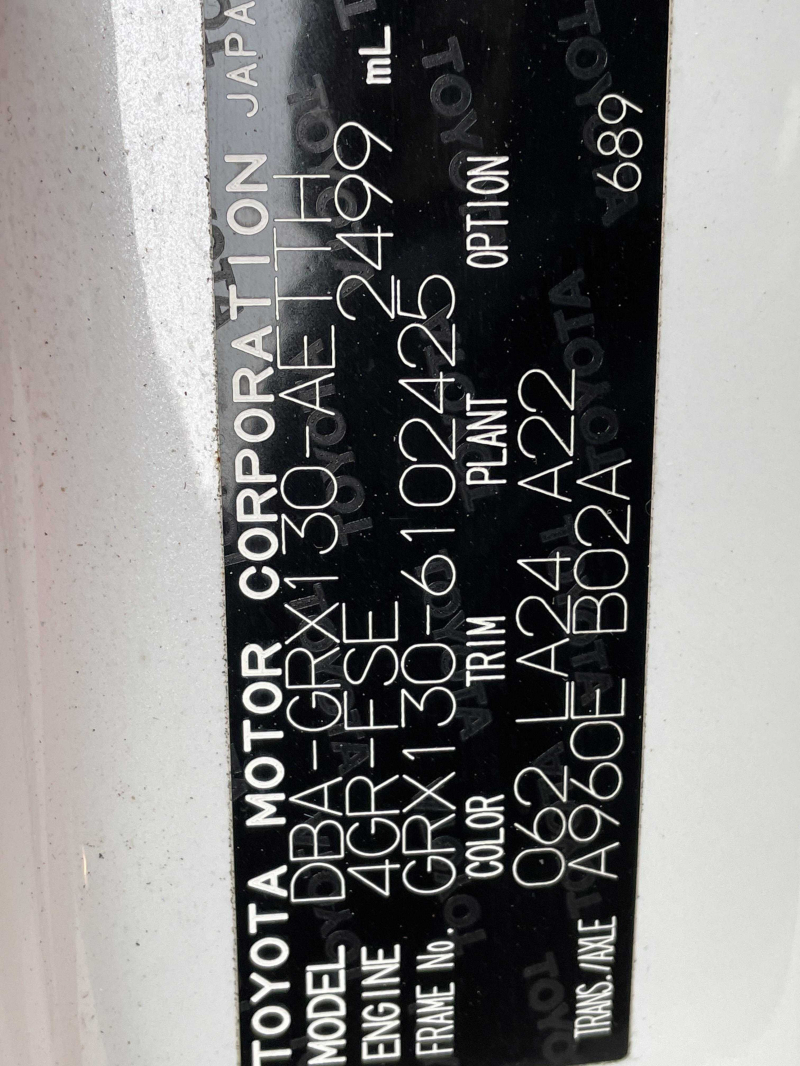 TOYOTA MOTOR CORPORATION JAPA
MODEL DBA-GRX130-AETTH
ENGINE 4GR-FSE 2499 mL
FRAME No. GRX130-6102425
COLOR TRIM PLANT OPTION
062 LA24 A22
TRANS./AXLE A960E B02A 689